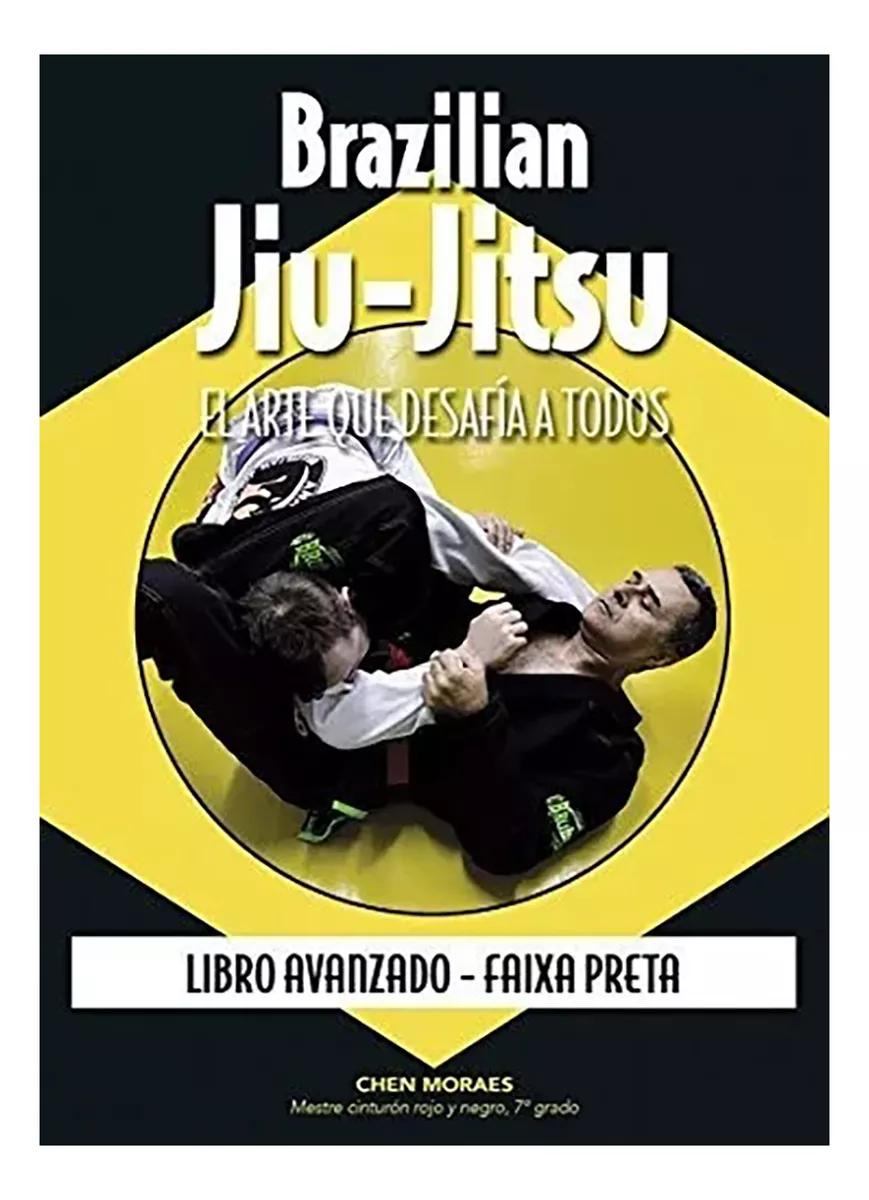 Brazilian
Jiu-Jitsu
EL ARTE QUE DESAFÍA A TODOS
LIBRO AVANZADO - FAIXA PRETA
CHEN MORAES
Mestre cinturón rojo y negro, 7º grado